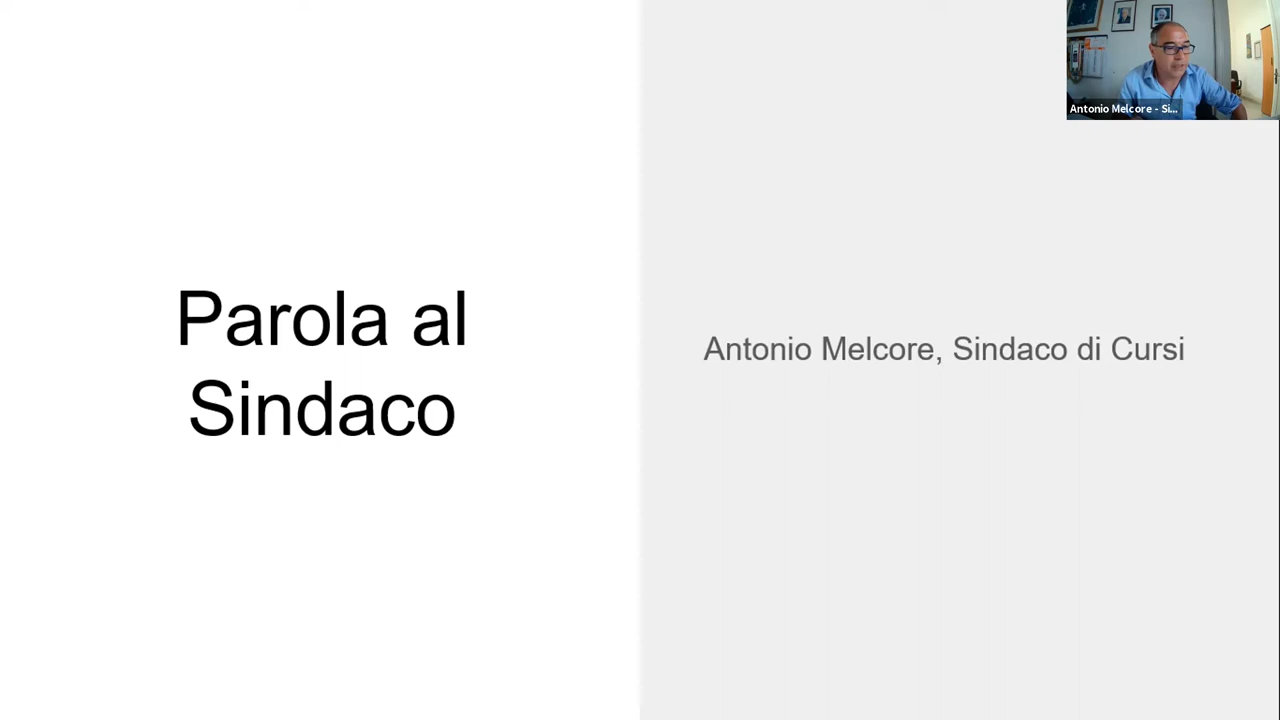 Parola al
Sindaco
Antonio Melcore, Sindaco di Cursi
Antonio Melcore - Si...